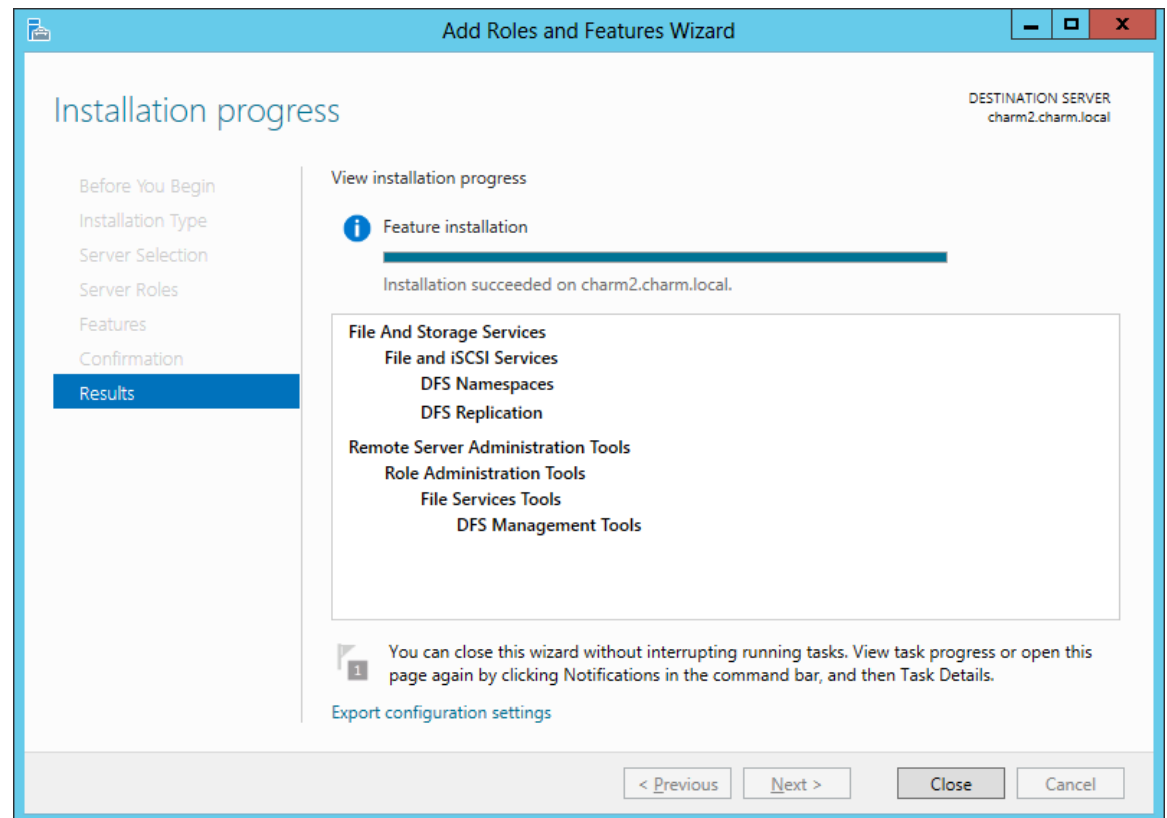 Add Roles and Features Wizard
Installation progress
DESTINATION SERVER
charm2.charm.local
Before You Begin
Installation Type
Server Selection
Server Roles
Features
Confirmation
Results
View installation progress
Feature installation
Installation succeeded on charm2.charm.local.
File And Storage Services
File and iSCSI Services
DFS Namespaces
DFS Replication
Remote Server Administration Tools
Role Administration Tools
File Services Tools
DFS Management Tools
1
You can close this wizard without interrupting running tasks. View task progress or open this
page again by clicking Notifications in the command bar, and then Task Details.
Export configuration settings
< Previous
Next >
Close
Cancel